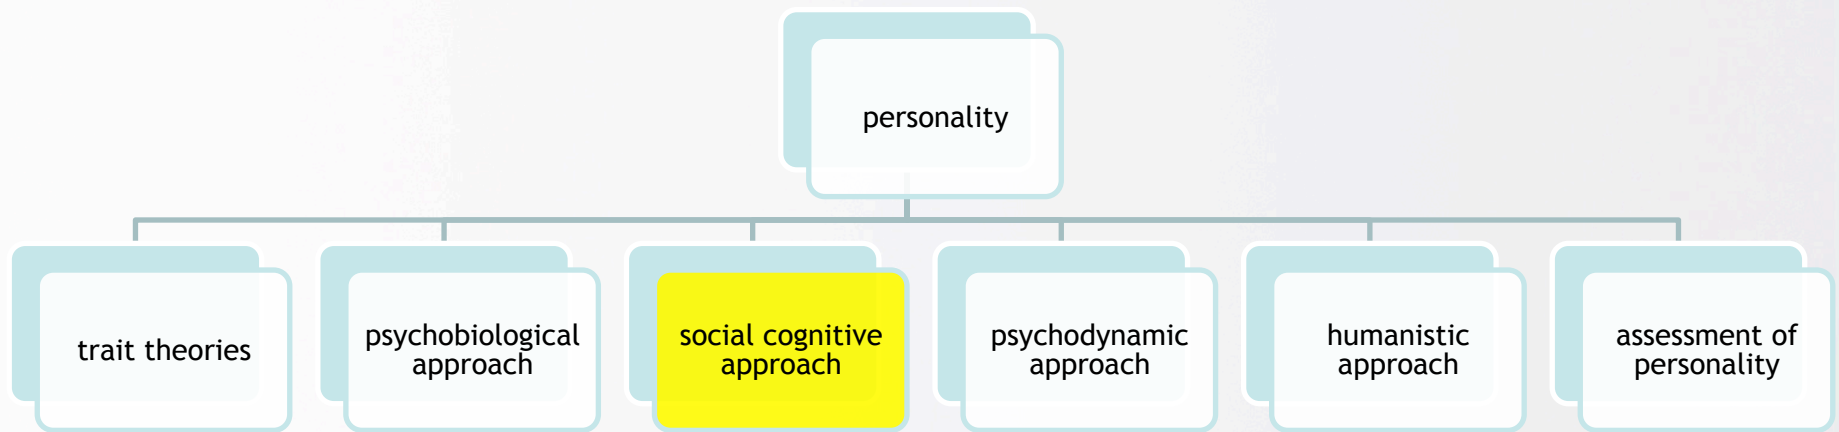 personality
trait theories
psychobiological
approach
social cognitive
approach
psychodynamic
approach
humanistic
approach
assessment of
personality